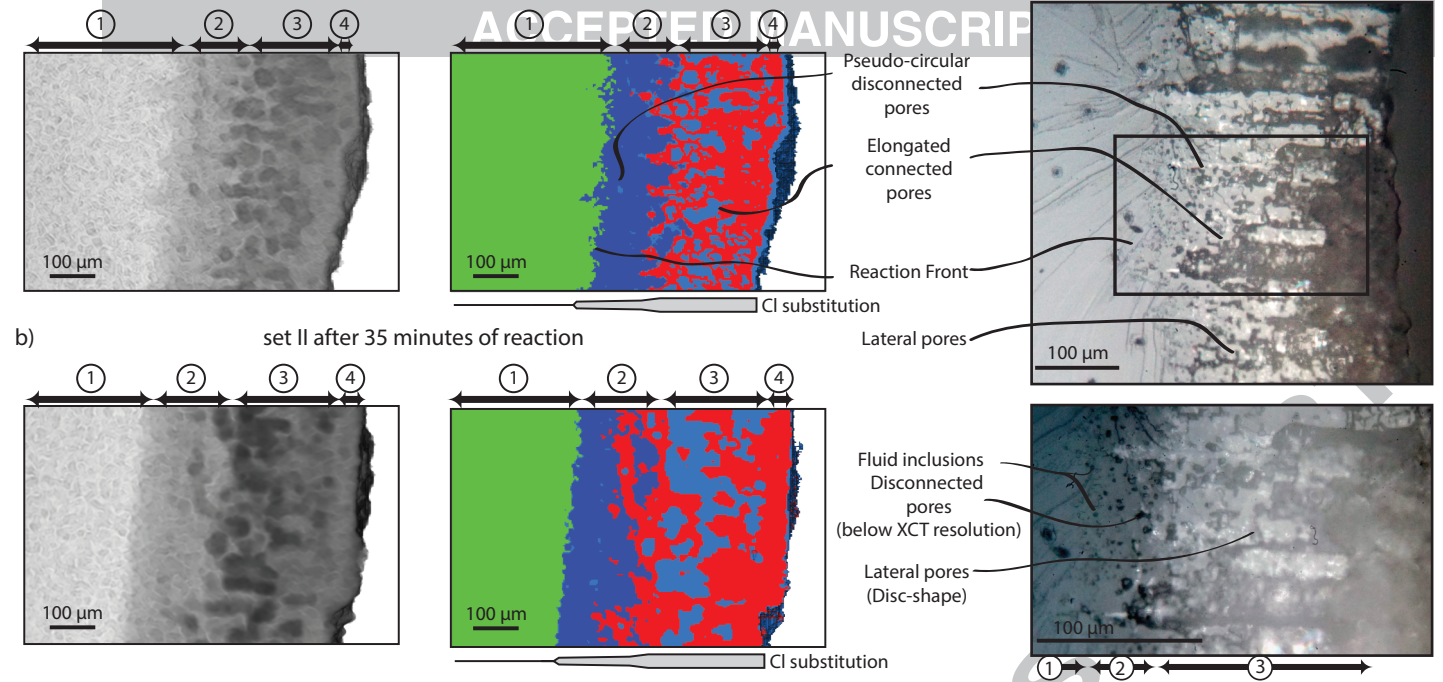 ACCEPTED MANUSCRIP
1 2 3 4
1 2 3 4
Pseudo-circular
disconnected
pores
Elongated
connected
pores
Reaction Front
Lateral pores
100 µm
100 µm
100 µm
Cl substitution
b)
set II after 35 minutes of reaction
1 2 3 4
1 2 3 4
Fluid inclusions
Disconnected
pores
(below XCT resolution)
Lateral pores
(Disc-shape)
100 µm
100 µm
100 µm
Cl substitution
1 2 3